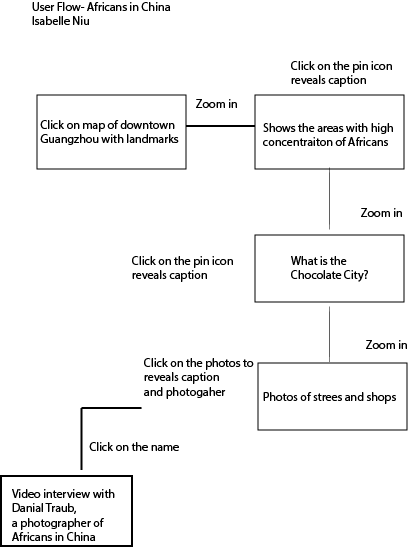 User Flow- Africans in China
Isabelle Niu
Click on the pin icon
reveals caption
Zoom in
Click on map of downtown
Guangzhou with landmarks
Shows the areas with high
concentraiton of Africans
Zoom in
Click on the pin icon
reveals caption
What is the
Chocolate City?
Zoom in
Click on the photos to
reveals caption
and photogaher
Photos of strees and shops
Click on the name
Video interview with
Danial Traub,
a photographer of
Africans in China